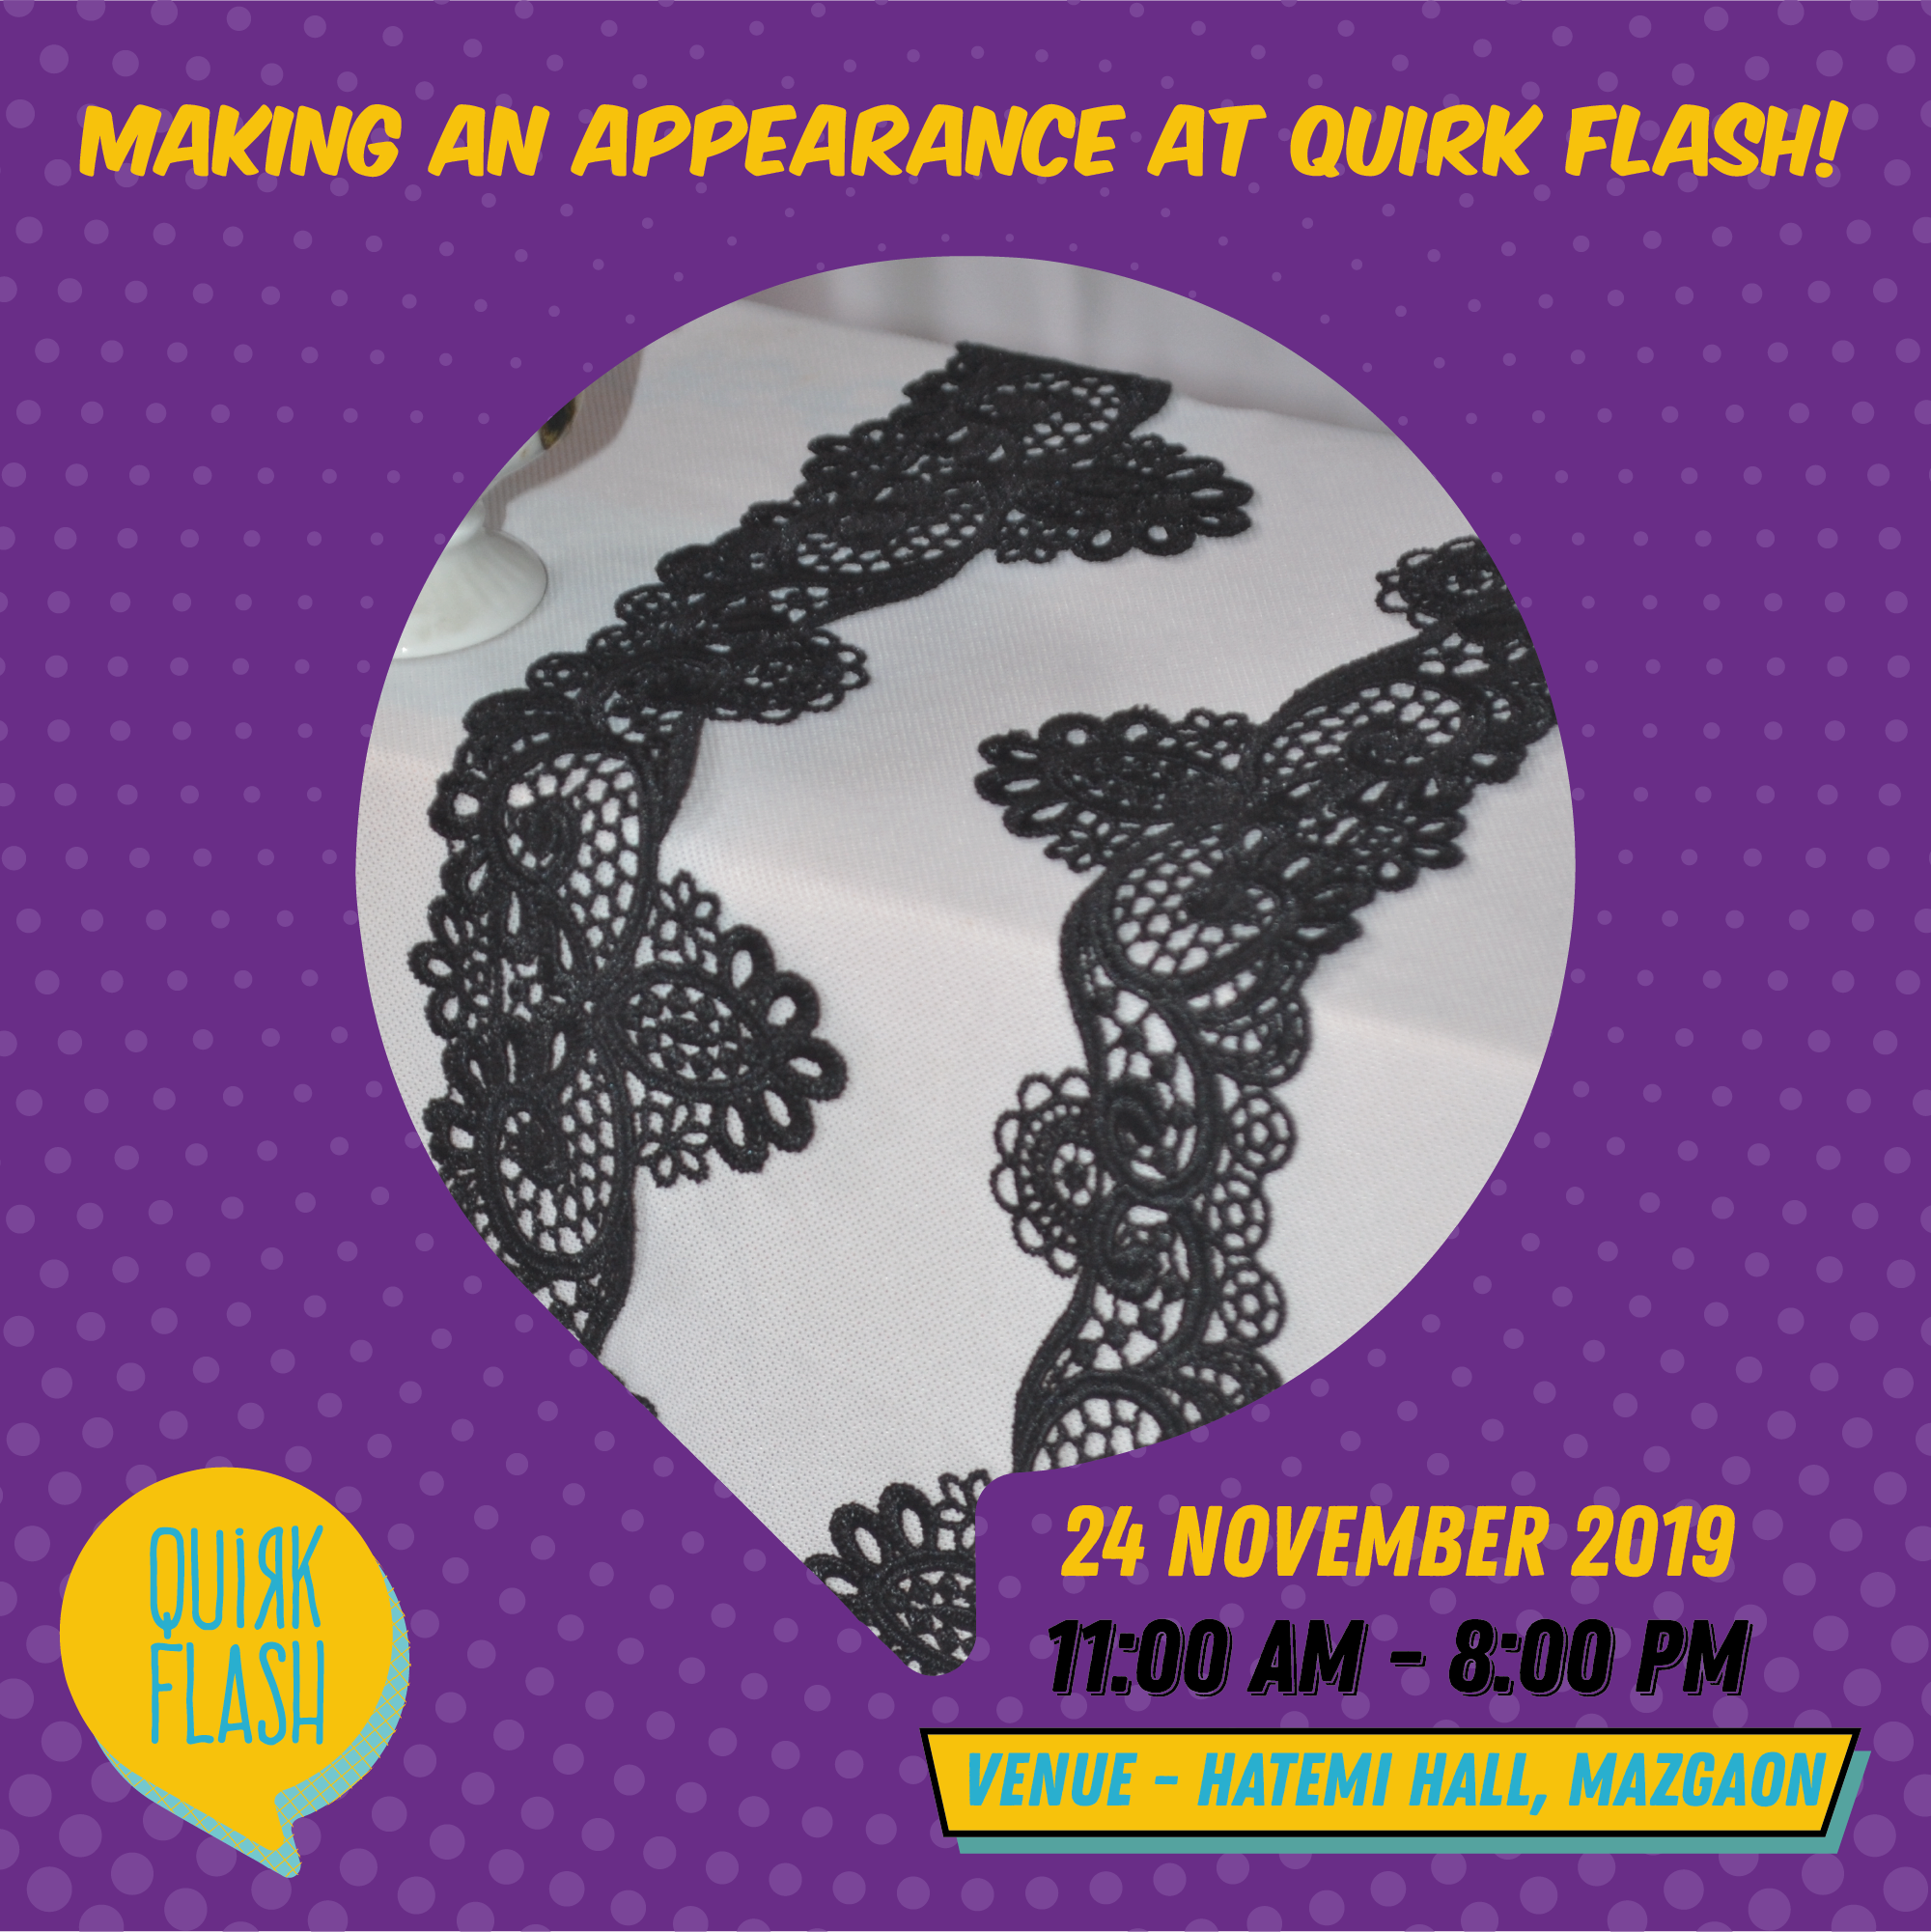 MAKING AN APPEARANCE AT QUIRK FLASH!
24 NOVEMBER 2019
11:00 AM - 8:00 PM
VENUE - HATEMI HALL, MAZGAON
QUiRK
FLASH